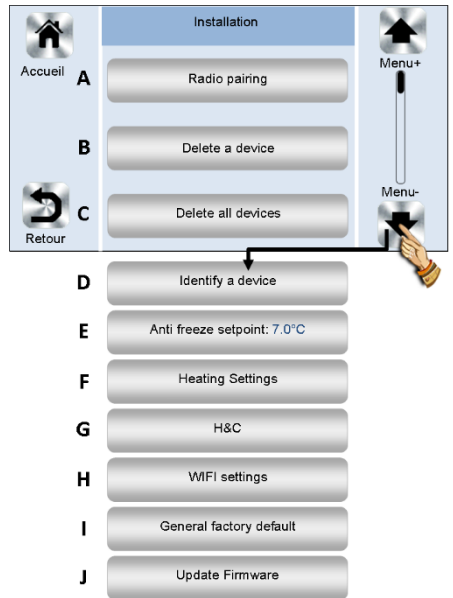 Installation
Accueil
Menu+
A Radio pairing
B Delete a device
Menu-
C Delete all devices
Retour
D Identify a device
E Anti freeze setpoint: 7.0°C
F Heating Settings
G H&C
H WIFI settings
I General factory default
J Update Firmware